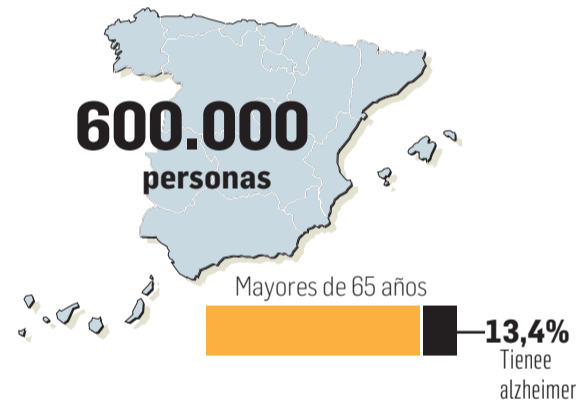 600.000
personas
Mayores de 65 años
13,4%
Tienee
alzheimer